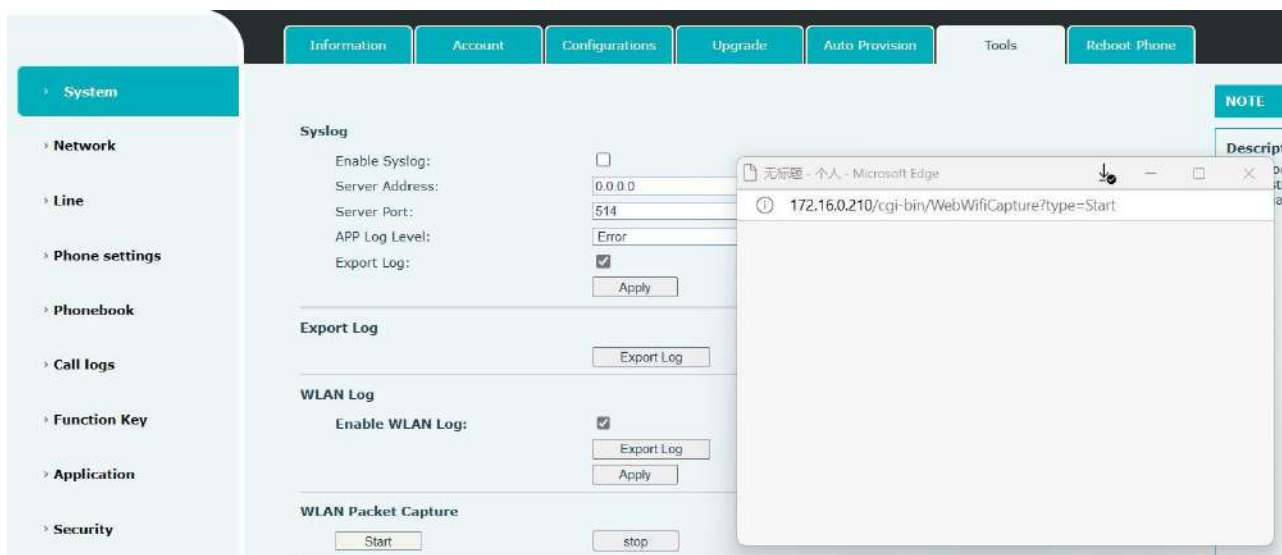 Information Account Configurations Upgrade Auto Provision Tools Reboot Phone
System
Network
Line
Phone settings
Phonebook
Call logs
Function Key
Application
Security
Syslog
Enable Syslog:
Server Address: 0.0.0.0
Server Port: 514
APP Log Level: Error
Export Log:
Apply
Export Log
Export Log
WLAN Log
Enable WLAN Log:
Export Log
Apply
WLAN Packet Capture
Start stop
无标题 - 个人 - Microsoft Edge
172.16.0.210/cgi-bin/WebWifiCapture?type=Start
NOTE
Descript